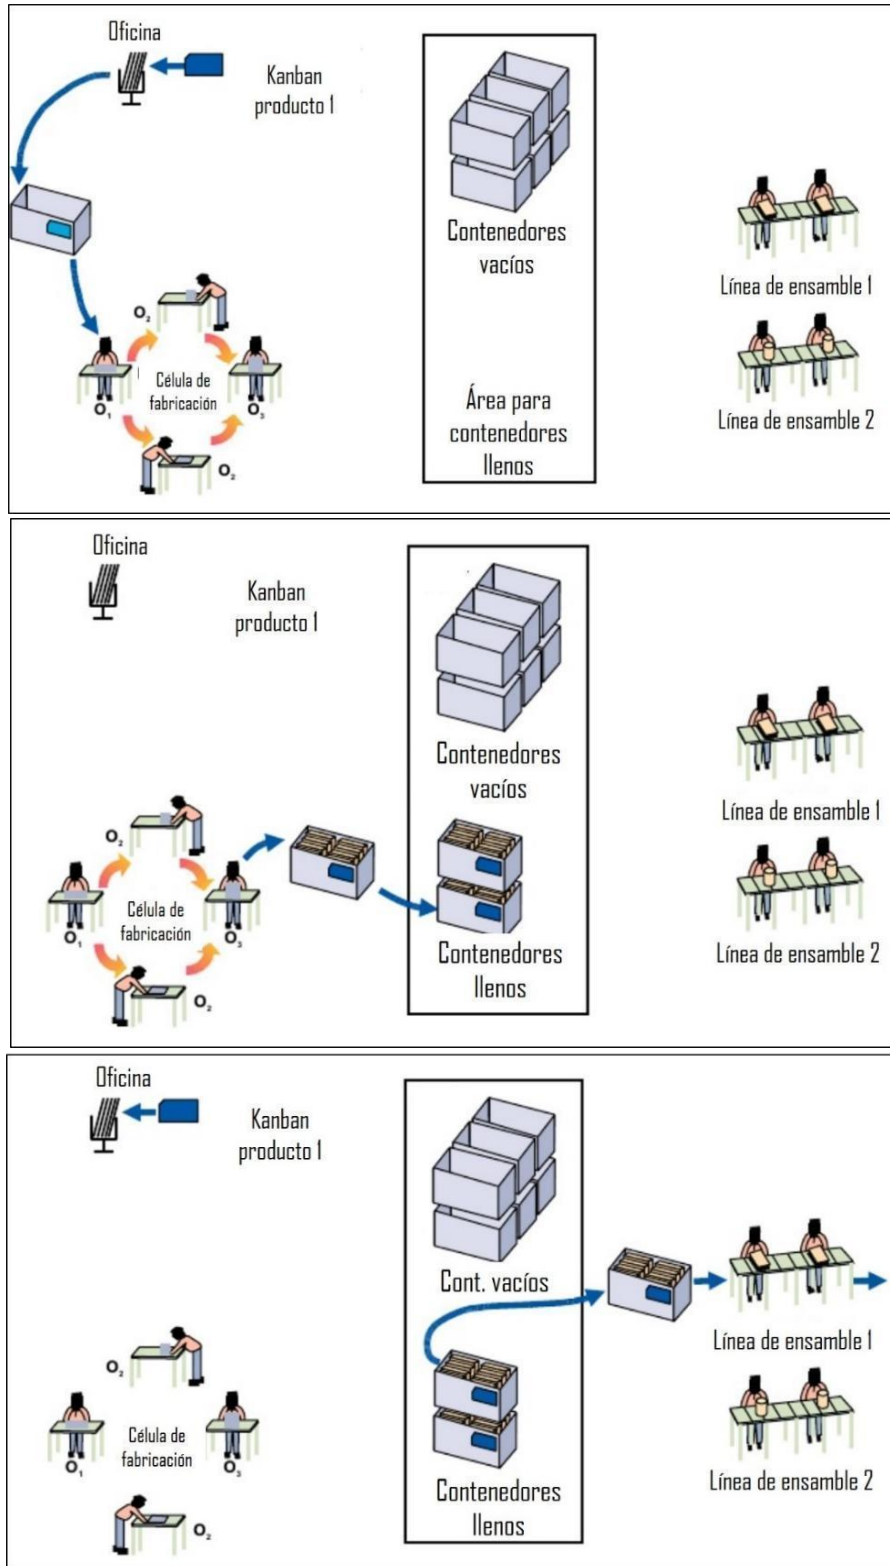 Oficina
Kanban
producto 1
Contenedores
vacíos
Línea de ensamble 1
O2
Célula de
fabricación
O1
O3
O2
Área para
contenedores
llenos
Línea de ensamble 2
Oficina
Kanban
producto 1
Contenedores
vacíos
Línea de ensamble 1
O2
Célula de
fabricación
O1
O3
O2
Contenedores
llenos
Línea de ensamble 2
Oficina
Kanban
producto 1
Cont. vacíos
Línea de ensamble 1
O2
Célula de
fabricación
O1
O3
O2
Contenedores
llenos
Línea de ensamble 2